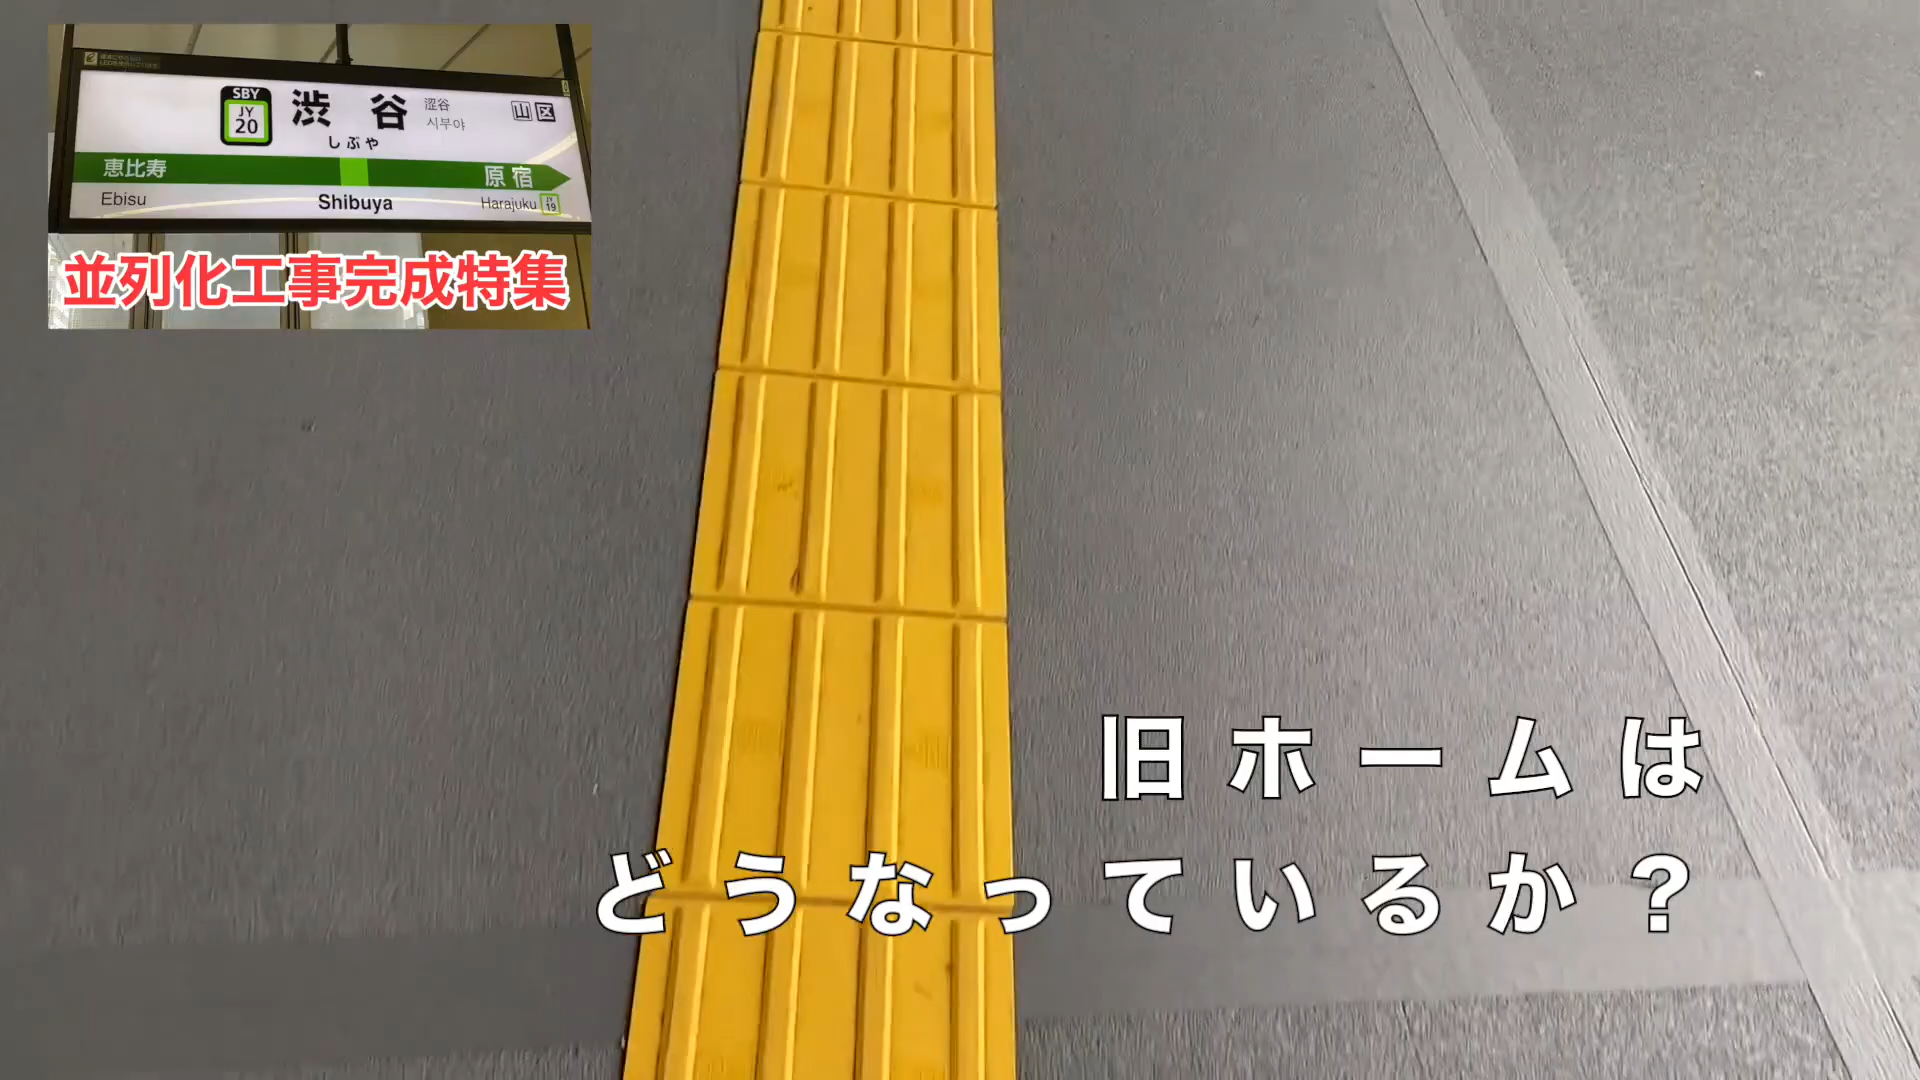 SBY
JY
20
渋谷
しぶや
澀谷
시부야
山区
恵比寿
原宿
Ebisu
Shibuya
Harajuku
JY
19
並列化工事完成特集
旧ホームは
どうなっているか？